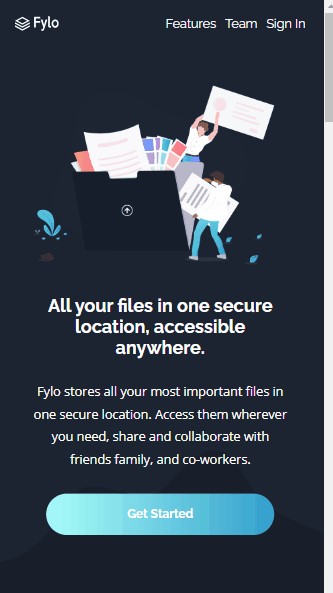 Fylo Features Team Sign In
All your files in one secure
location, accessible
anywhere.
Fylo stores all your most important files in
one secure location. Access them wherever
you need, share and collaborate with
friends family, and co-workers.
Get Started